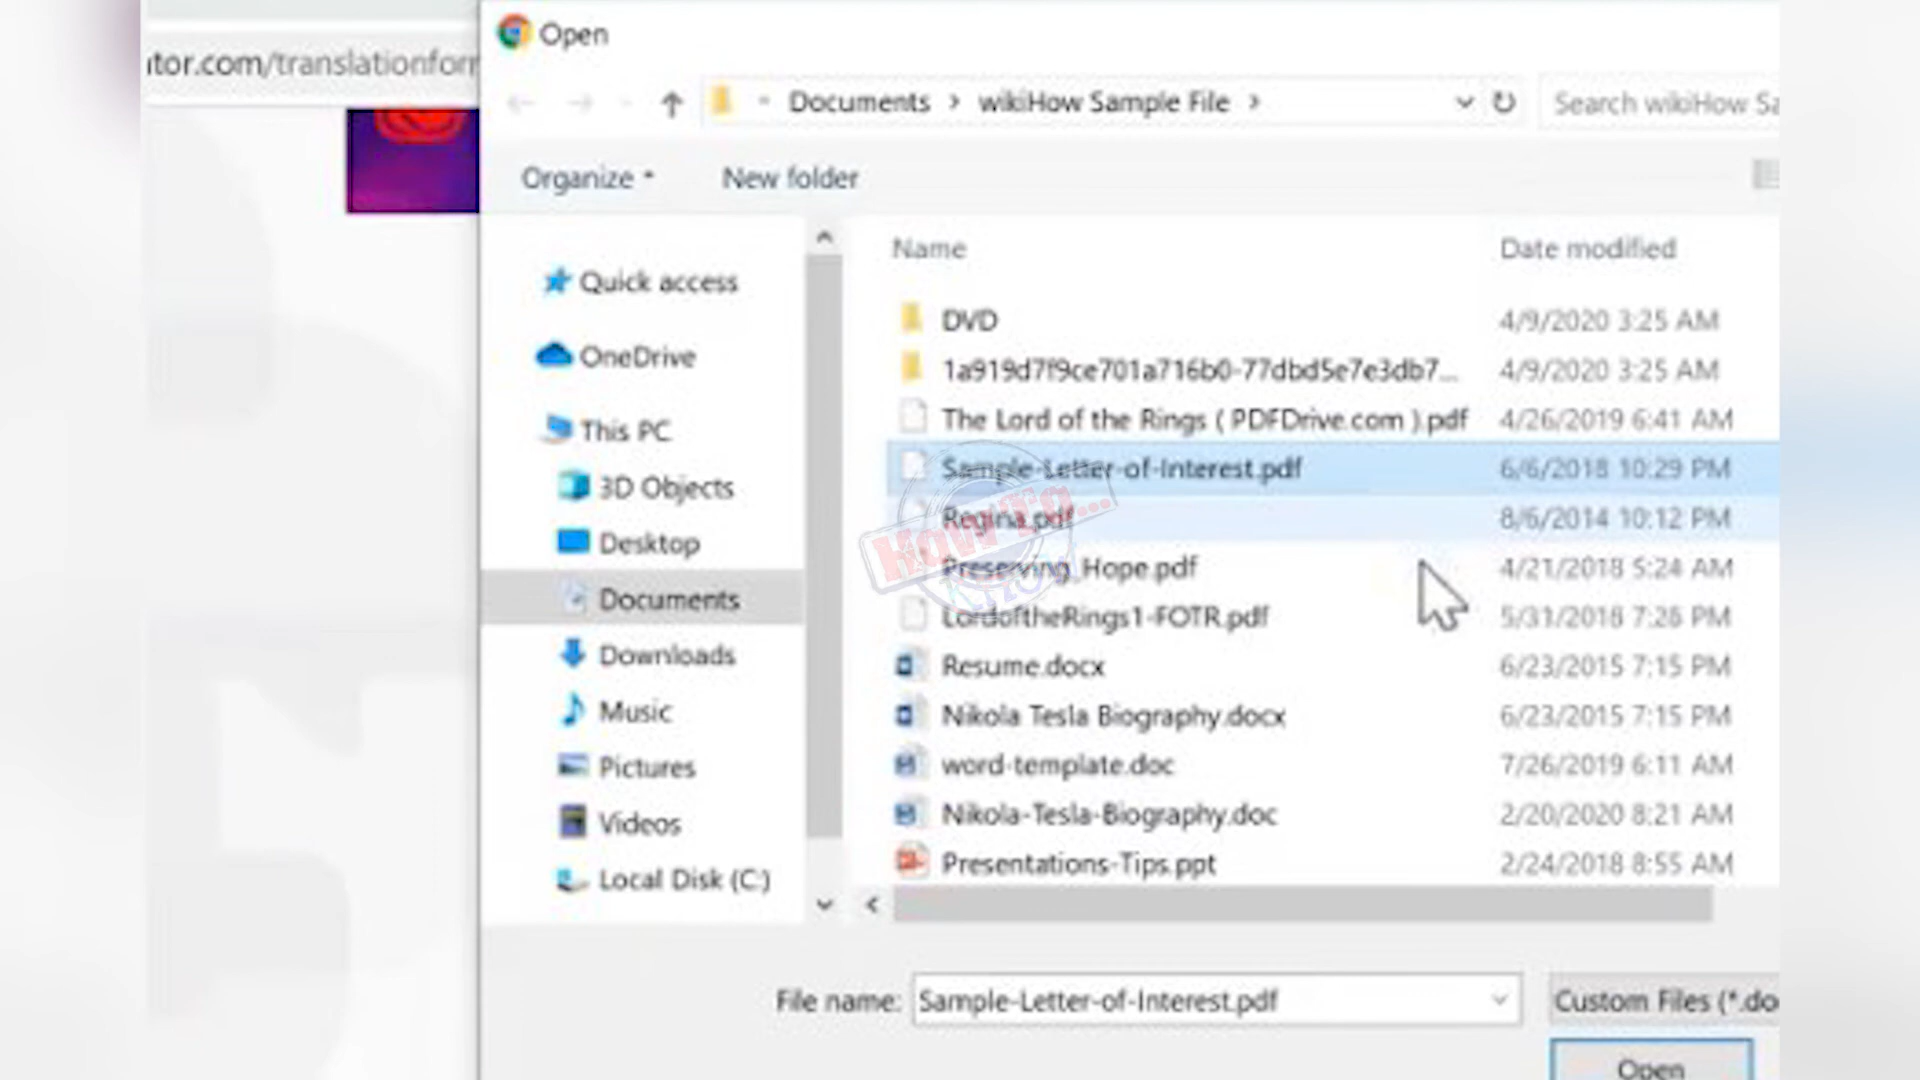 Open
itor.com/translationforr
Documents > wikiHow Sample File >
Search wikiHow Sa
Organize
New folder
Name
Date modified
Quick access
OneDrive
This PC
3D Objects
Desktop
Documents
Downloads
Music
Pictures
Videos
Local Disk (C:)
DVD 4/9/2020 3:25 AM
1a919d7f9ce701a716b0-77dbd5e7e3db7... 4/9/2020 3:25 AM
The Lord of the Rings ( PDFDrive.com ).pdf 4/26/2019 6:41 AM
Sample-Letter-of-Interest.pdf 6/6/2018 10:29 PM
Regina.pdf 8/6/2014 10:12 PM
Preserving_Hope.pdf 4/21/2018 5:24 AM
LordoftheRings1-FOTR.pdf 5/31/2018 7:26 PM
Resume.docx 6/23/2015 7:15 PM
Nikola Tesla Biography.docx 6/23/2015 7:15 PM
word-template.doc 7/26/2019 6:11 AM
Nikola-Tesla-Biography.doc 2/20/2020 8:21 AM
Presentations-Tips.ppt 2/24/2018 8:55 AM
How To...
File name: Sample-Letter-of-Interest.pdf
Custom Files (*.do
Open